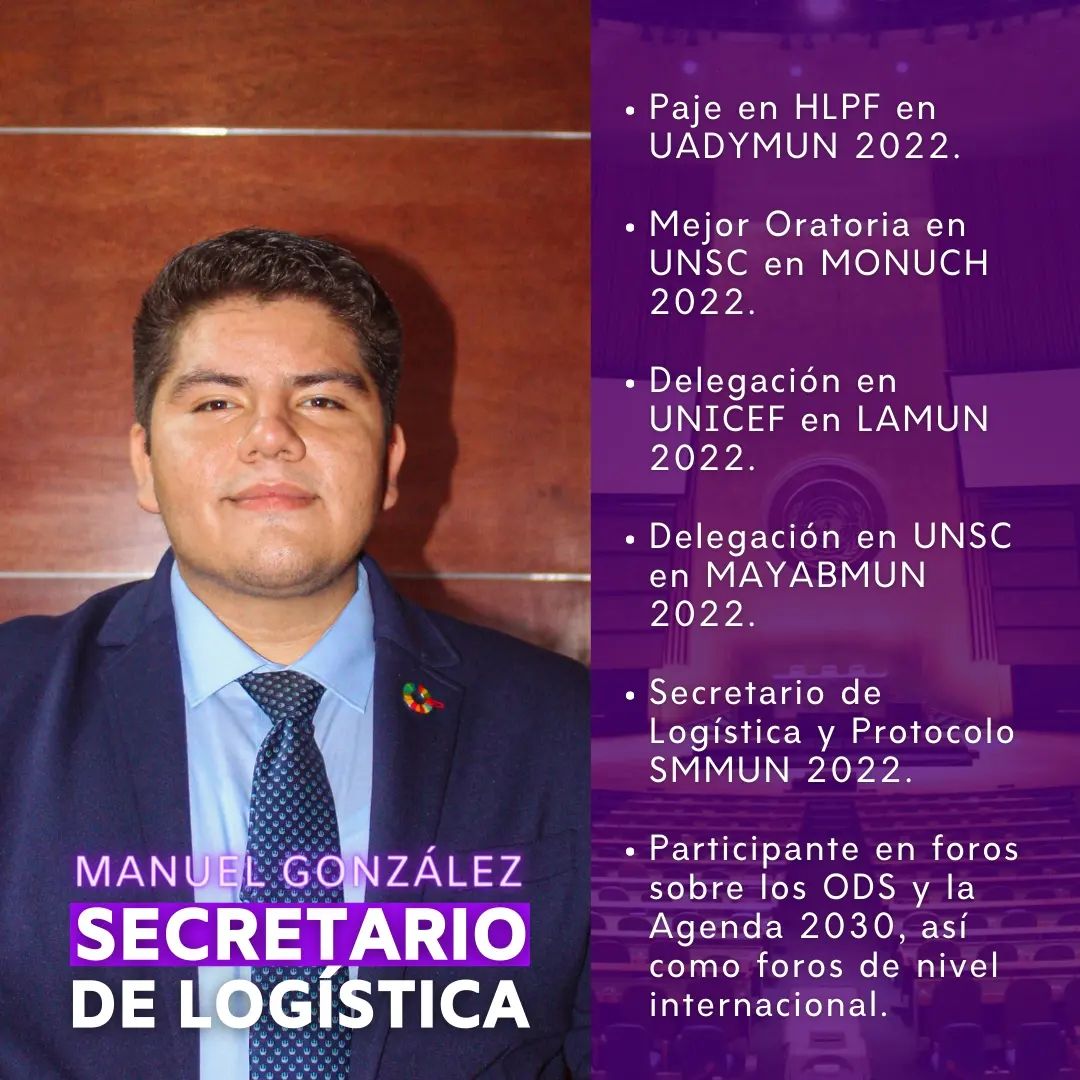 MANUEL GONZÁLEZ
SECRETARIO
DE LOGÍSTICA
• Paje en HLPF en
UADYMUN 2022.
• Mejor Oratoria en
UNSC en MONUCH
2022.
• Delegación en
UNICEF en LAMUN
2022.
• Delegación en UNSC
en MAYABMUN
2022.
• Secretario de
Logística y Protocolo
SMMUN 2022.
• Participante en foros
sobre los ODS y la
Agenda 2030, así
como foros de nivel
internacional.